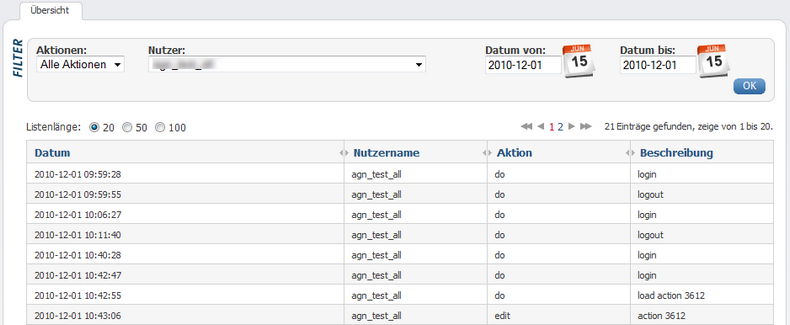 Übersicht
FILTER
Aktionen: Nutzer: Datum von: Datum bis:
Alle Aktionen 2010-12-01 JUN 15 2010-12-01 JUN 15
OK
Listenlänge: 20 50 100 1 2 21 Einträge gefunden, zeige von 1 bis 20.
Datum Nutzername Aktion Beschreibung
2010-12-01 09:59:28 agn_test_all do login
2010-12-01 09:59:55 agn_test_all do logout
2010-12-01 10:06:27 agn_test_all do login
2010-12-01 10:11:40 agn_test_all do logout
2010-12-01 10:40:28 agn_test_all do login
2010-12-01 10:42:47 agn_test_all do login
2010-12-01 10:42:55 agn_test_all do load action 3612
2010-12-01 10:43:06 agn_test_all edit action 3612